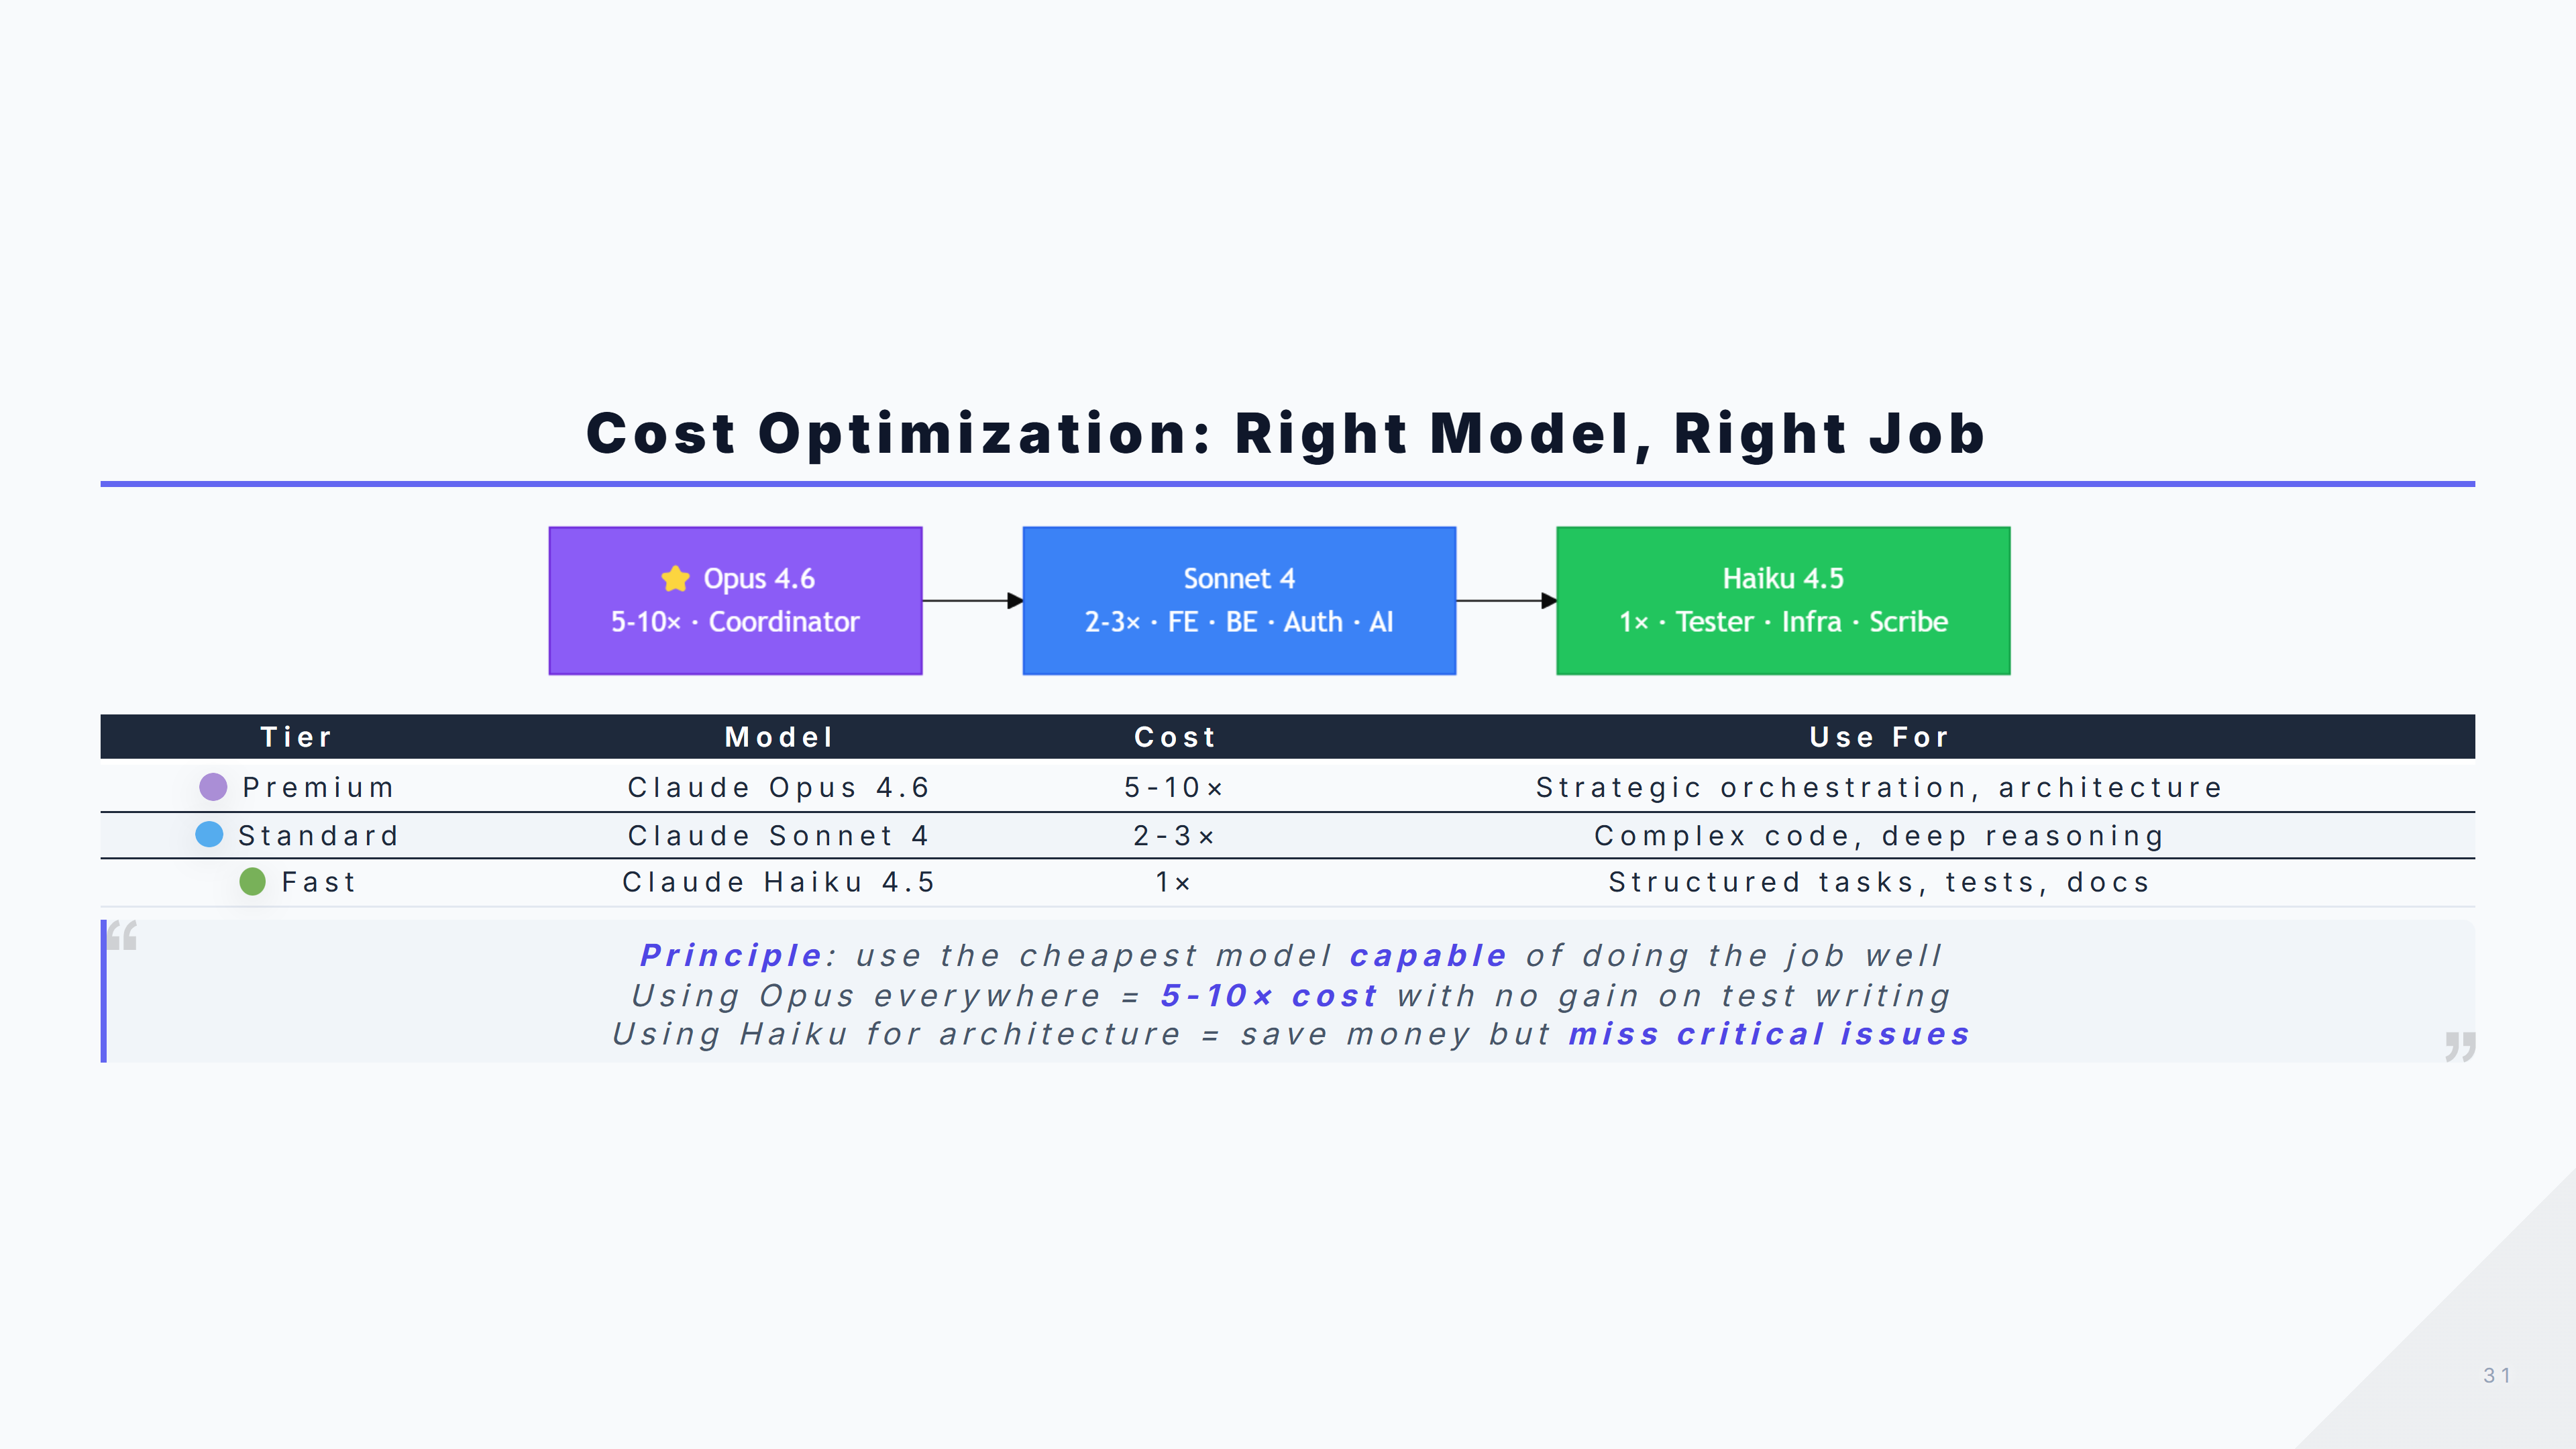 Cost Optimization: Right Model, Right Job
Opus 4.6
5-10× · Coordinator
Sonnet 4
2-3× · FE · BE · Auth · AI
Haiku 4.5
1× · Tester · Infra · Scribe
Tier Model Cost Use For
Premium Claude Opus 4.6 5-10× Strategic orchestration, architecture
Standard Claude Sonnet 4 2-3× Complex code, deep reasoning
Fast Claude Haiku 4.5 1× Structured tasks, tests, docs
“
Principle: use the cheapest model capable of doing the job well
Using Opus everywhere = 5-10× cost with no gain on test writing
Using Haiku for architecture = save money but miss critical issues
”
31